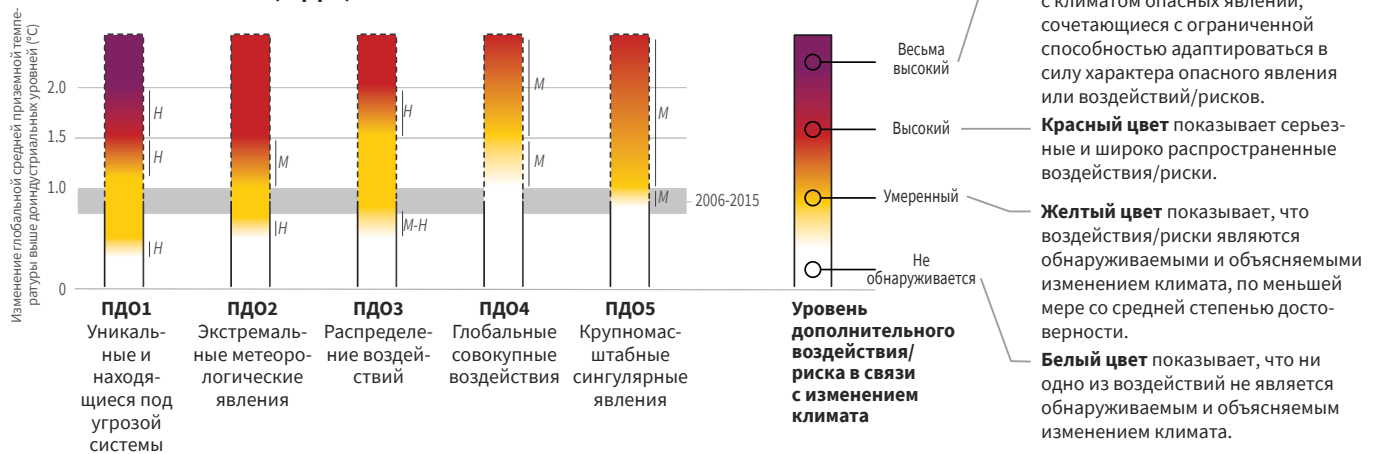 Изменение глобальной средней приземной темпе-
ратуры выше доиндустриальных уровней (°C)
2.0
1.5
1.0
0
H
H
H
M
H
H
M-H
M
M
M
M
2006-2015
ПДО1
Уникаль-
ные и
находя-
щиеся под
угрозой
системы
ПДО2
Экстремаль-
ные метеоро-
логические
явления
ПДО3
Распределе-
ние воздей-
ствий
ПДО4
Глобальные
совокупные
воздействия
ПДО5
Крупномас-
штабные
сингулярные
явления
Весьма
высокий
Высокий
Умеренный
Не
обнаруживается
Уровень
дополнительного
воздействия/
риска в связи
с изменением
климата
с климатом опасных явлений,
сочетающиеся с ограниченной
способностью адаптироваться в
силу характера опасного явления
или воздействий/рисков.
Красный цвет показывает серьез-
ные и широко распространенные
воздействия/риски.
Желтый цвет показывает, что
воздействия/риски являются
обнаруживаемыми и объясняемыми
изменением климата, по меньшей
мере со средней степенью досто-
верности.
Белый цвет показывает, что ни
одно из воздействий не является
обнаруживаемым и объясняемым
изменением климата.